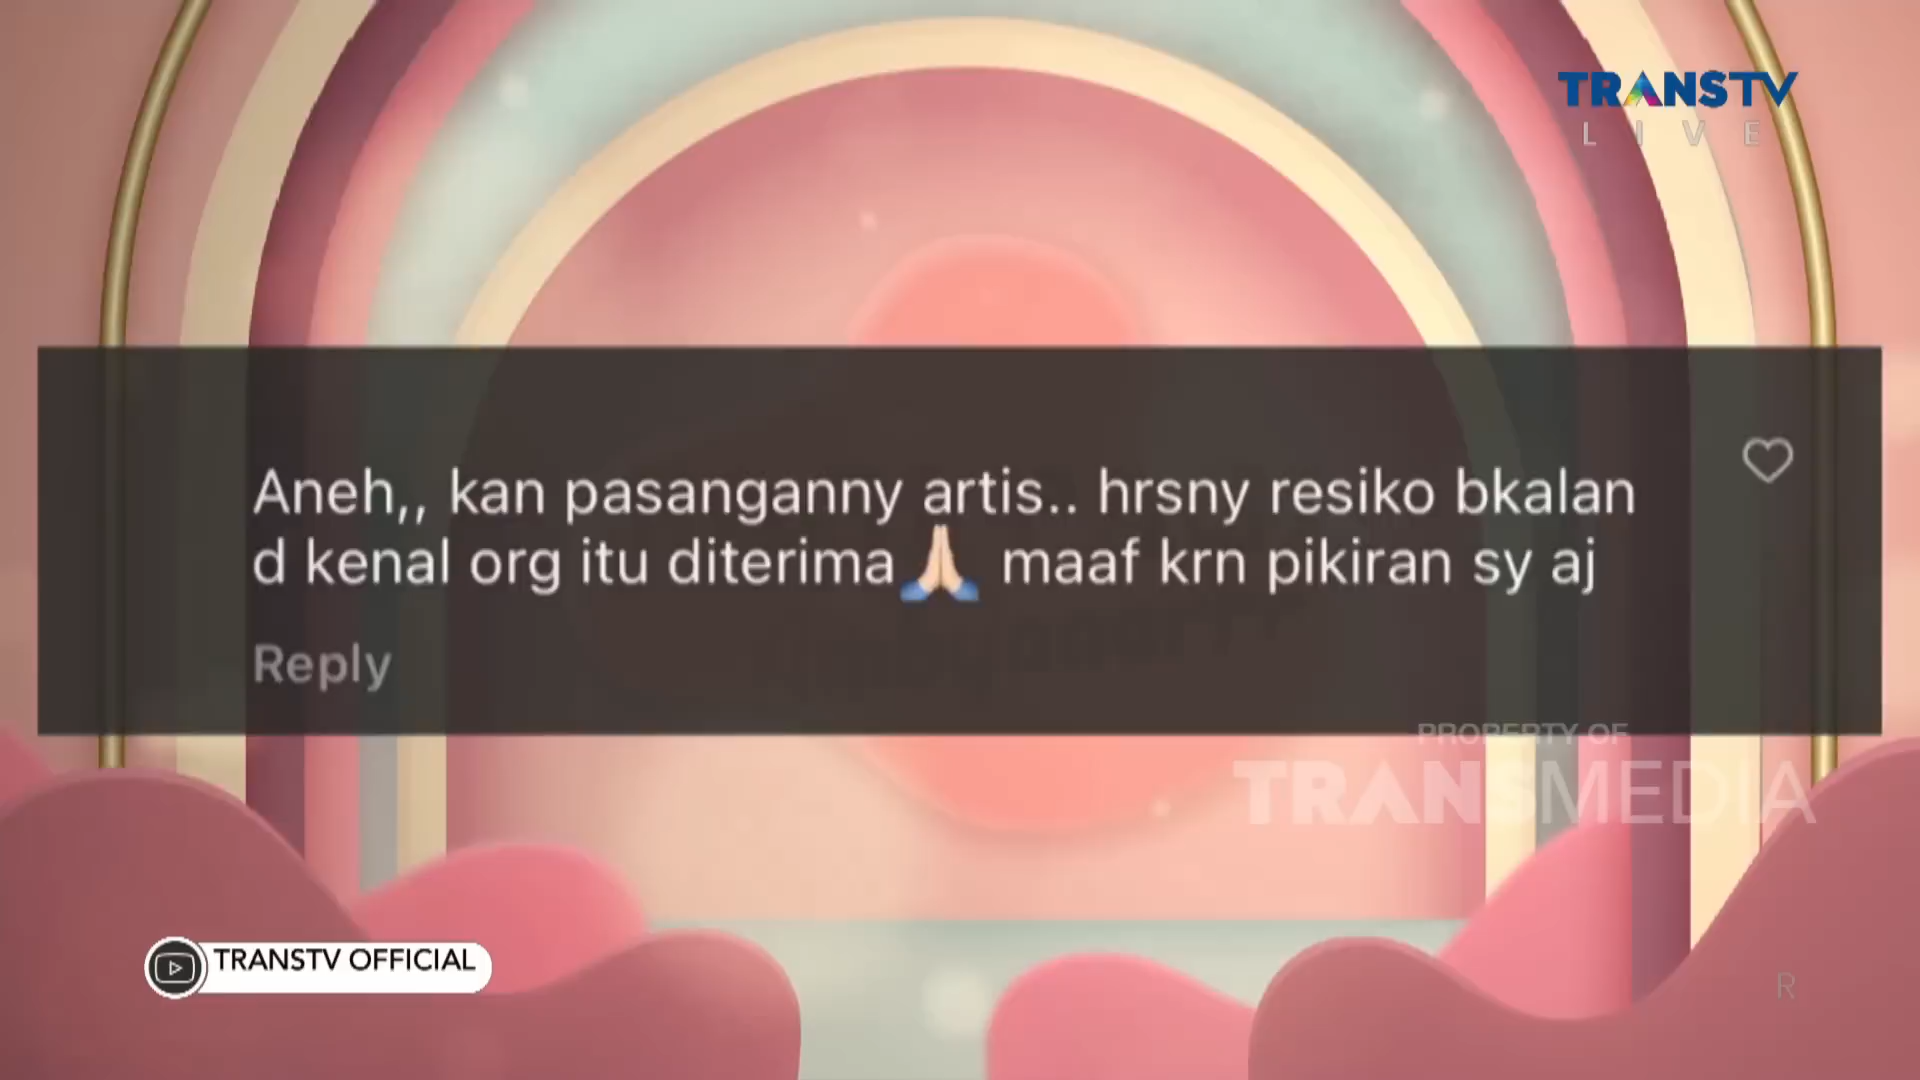 TRANSTV
LIVE
Aneh,, kan pasanganny artis.. hrsny resiko bkalan
d kenal org itu diterima🙏🏻 maaf krn pikiran sy aj
Reply
PROPERTY OF
TRANSMEDIA
TRANSTV OFFICIAL
R